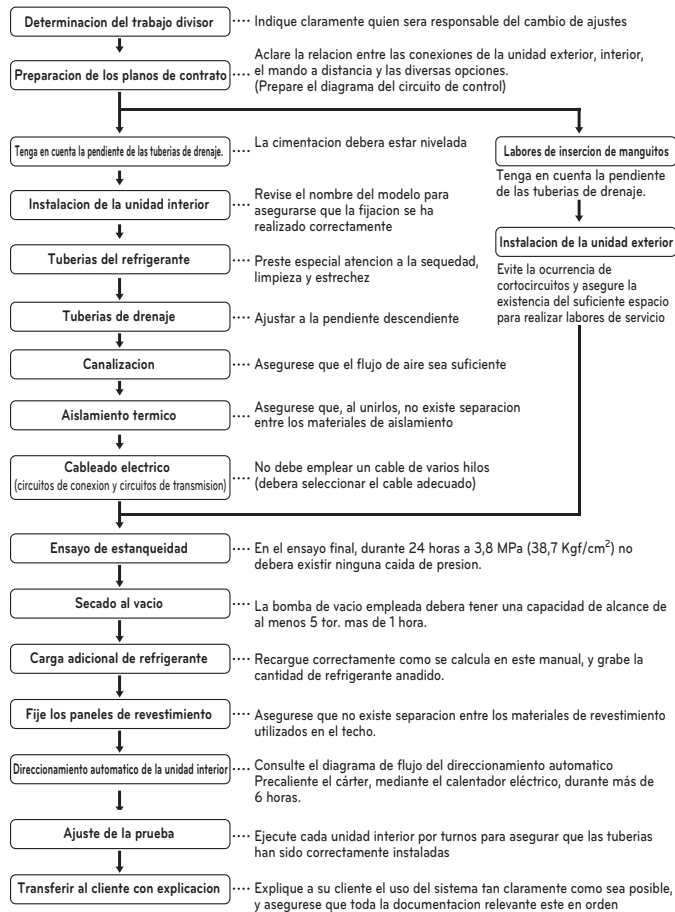 Determinacion del trabajo divisor
···· Indique claramente quien sera responsable del cambio de ajustes
Preparacion de los planos de contrato
···· Aclare la relacion entre las conexiones de la unidad exterior, interior,
el mando a distancia y las diversas opciones.
(Prepare el diagrama del circuito de control)
Tenga en cuenta la pendiente de las tuberias de drenaje.
···· La cimentacion debera estar nivelada
Instalacion de la unidad interior
···· Revise el nombre del modelo para
asegurarse que la fijacion se ha
realizado correctamente
Tuberias del refrigerante
···· Preste especial atencion a la sequedad,
limpieza y estrechez
Tuberias de drenaje
···· Ajustar a la pendiente descendiente
Canalizacion
···· Asegurese que el flujo de aire sea suficiente
Aislamiento termico
···· Asegurese que, al unirlos, no existe separacion
entre los materiales de aislamiento
Cableado electrico
(circuitos de conexion y circuitos de transmision)
···· No debe emplear un cable de varios hilos
(debera seleccionar el cable adecuado)
Labores de insercion de manguitos
Tenga en cuenta la pendiente
de las tuberias de drenaje.
Instalacion de la unidad exterior
Evite la ocurrencia de
cortocircuitos y asegure la
existencia del suficiente espacio
para realizar labores de servicio
Ensayo de estanqueidad
···· En el ensayo final, durante 24 horas a 3,8 MPa (38,7 Kgf/cm²) no
debera existir ninguna caida de presion.
Secado al vacio
···· La bomba de vacio empleada debera tener una capacidad de alcance de
al menos 5 tor. mas de 1 hora.
Carga adicional de refrigerante
···· Recargue correctamente como se calcula en este manual, y grabe la
cantidad de refrigerante anadido.
Fije los paneles de revestimiento
···· Asegurese que no existe separacion entre los materiales de revestimiento
utilizados en el techo.
Direccionamiento automatico de la unidad interior
···· Consulte el diagrama de flujo del direccionamiento automatico
Precaliente el cárter, mediante el calentador eléctrico, durante más de
6 horas.
Ajuste de la prueba
···· Ejecute cada unidad interior por turnos para asegurar que las tuberias
han sido correctamente instaladas
Transferir al cliente con explicacion
···· Explique a su cliente el uso del sistema tan claramente como sea posible,
y asegurese que toda la documentacion relevante este en orden